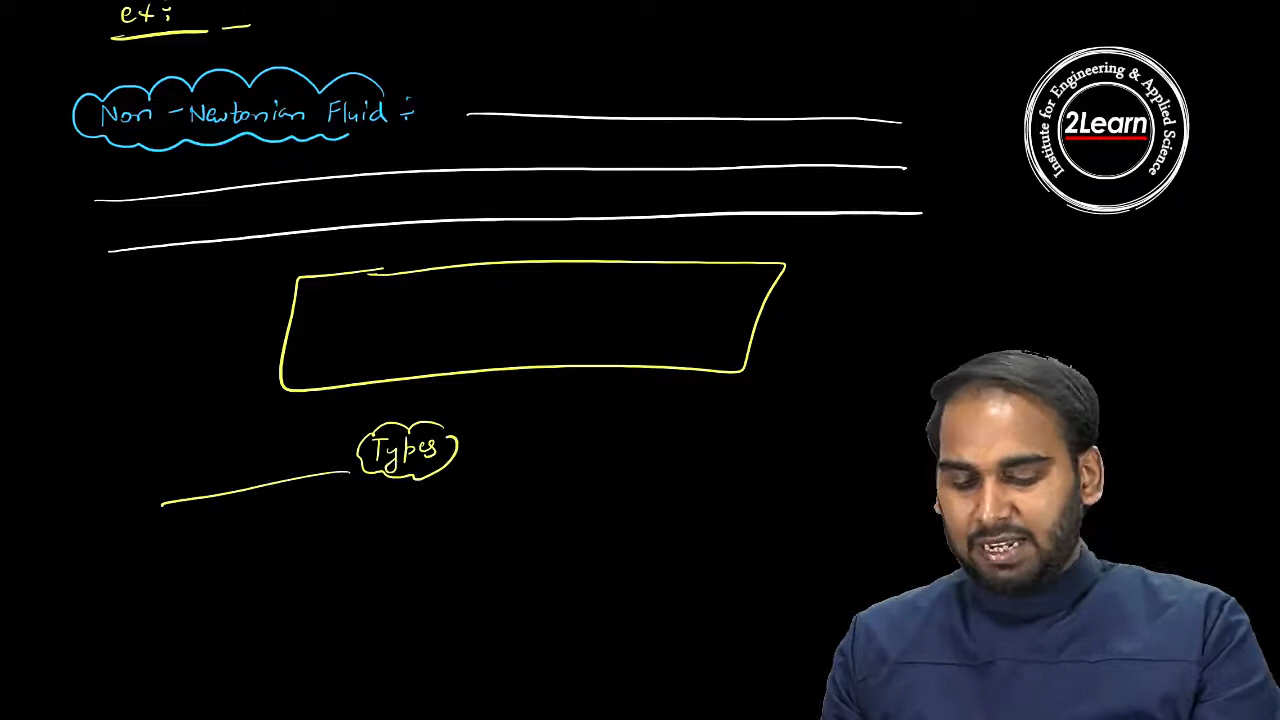 ex:
Non-Newtonian Fluid :
Types
Institute for Engineering & Applied Science
2Learn